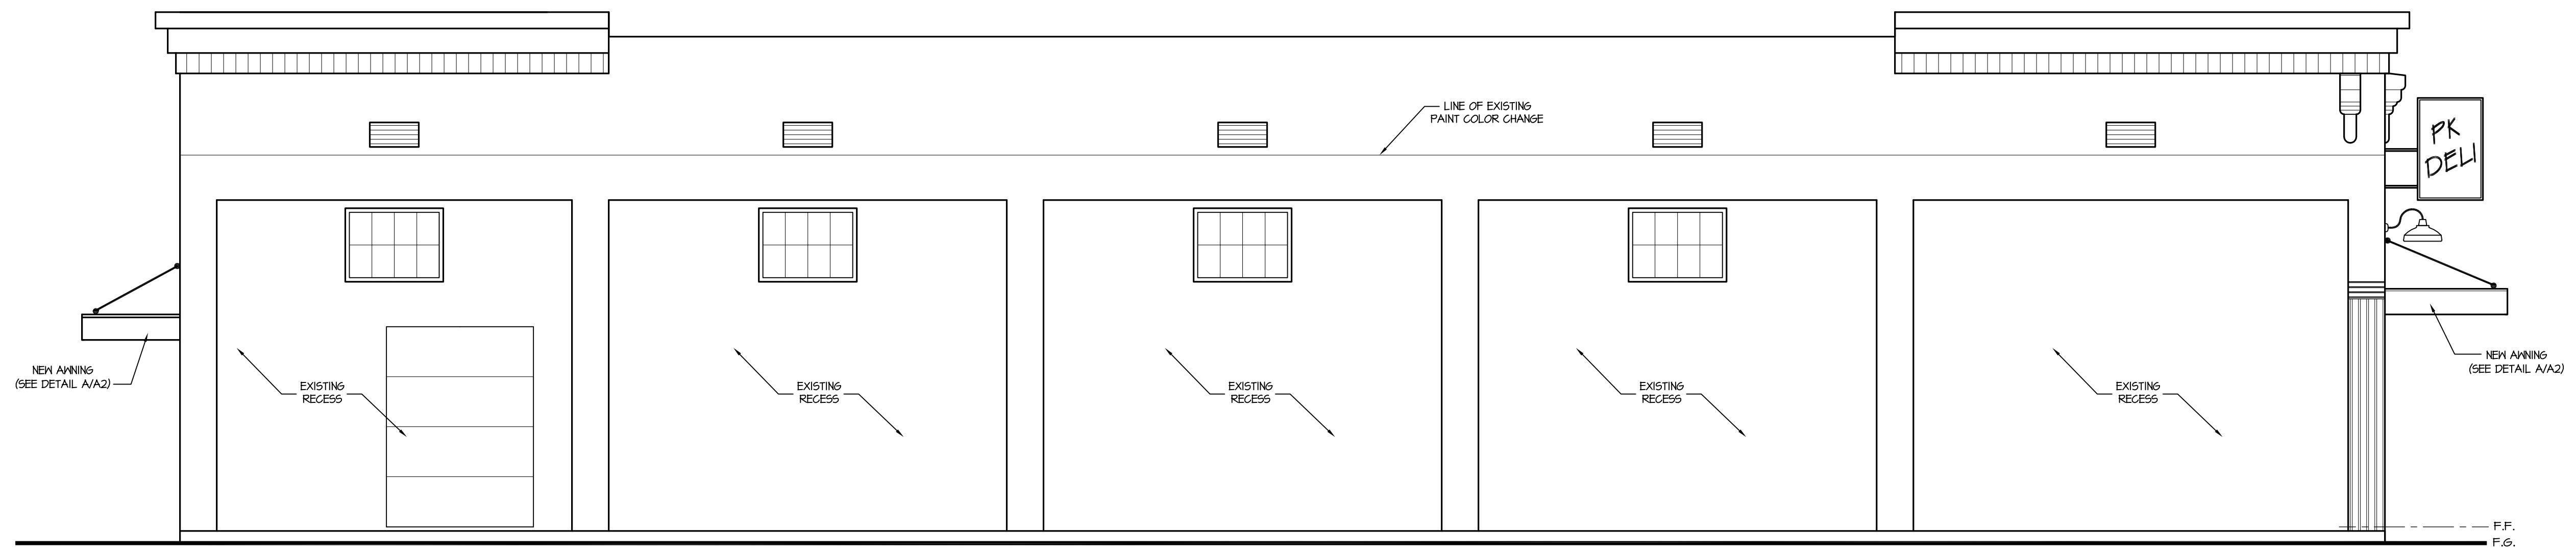 LINE OF EXISTING
PAINT COLOR CHANGE
PK
DELI
NEW AWNING
(SEE DETAIL A/A2)
EXISTING
RECESS
EXISTING
RECESS
EXISTING
RECESS
EXISTING
RECESS
EXISTING
RECESS
NEW AWNING
(SEE DETAIL A/A2)
F.F.
F.G.